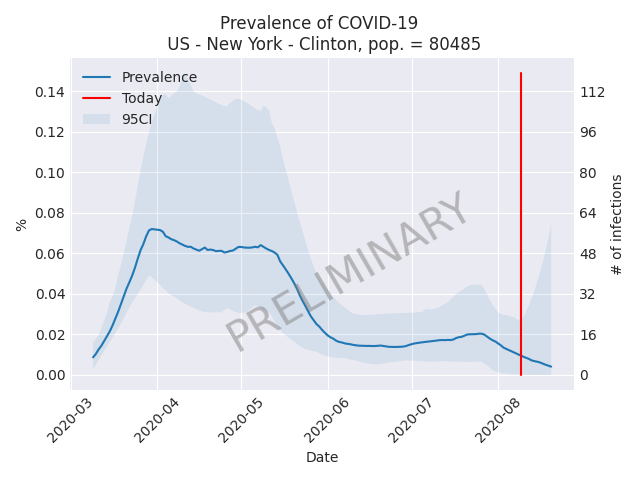 Prevalence of COVID-19
US - New York - Clinton, pop. = 80485
Prevalence
Today
95CI
0.14
0.12
0.10
0.08
0.06
0.04
0.02
0.00
%
112
96
80
64
48
32
16
0
# of infections
PRELIMINARY
2020-03
2020-04
2020-05
2020-06
2020-07
2020-08
Date